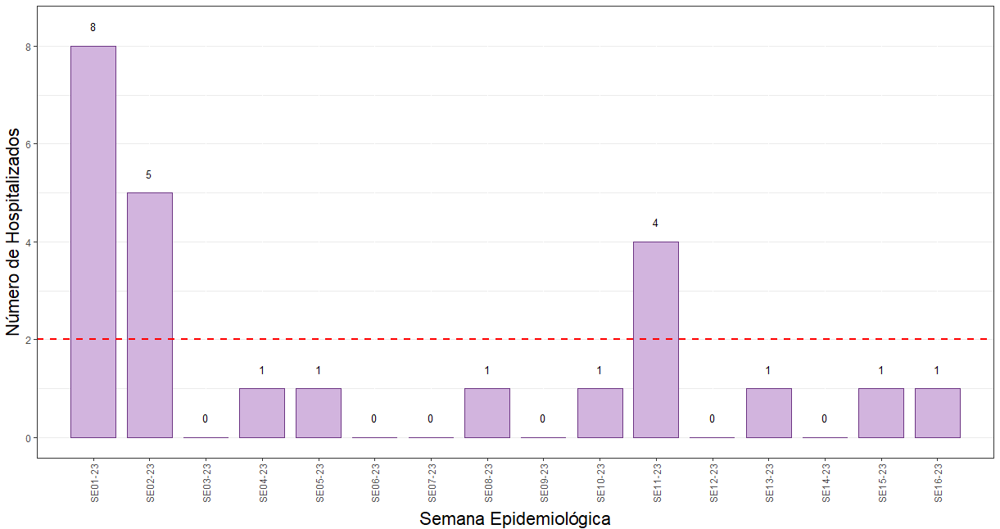 8
5
0
1
1
0
0
1
0
1
4
0
1
0
1
1
8
6
4
2
0
Número de Hospitalizados
SE01-23
SE02-23
SE03-23
SE04-23
SE05-23
SE06-23
SE07-23
SE08-23
SE09-23
SE10-23
SE11-23
SE12-23
SE13-23
SE14-23
SE15-23
SE16-23
Semana Epidemiológica